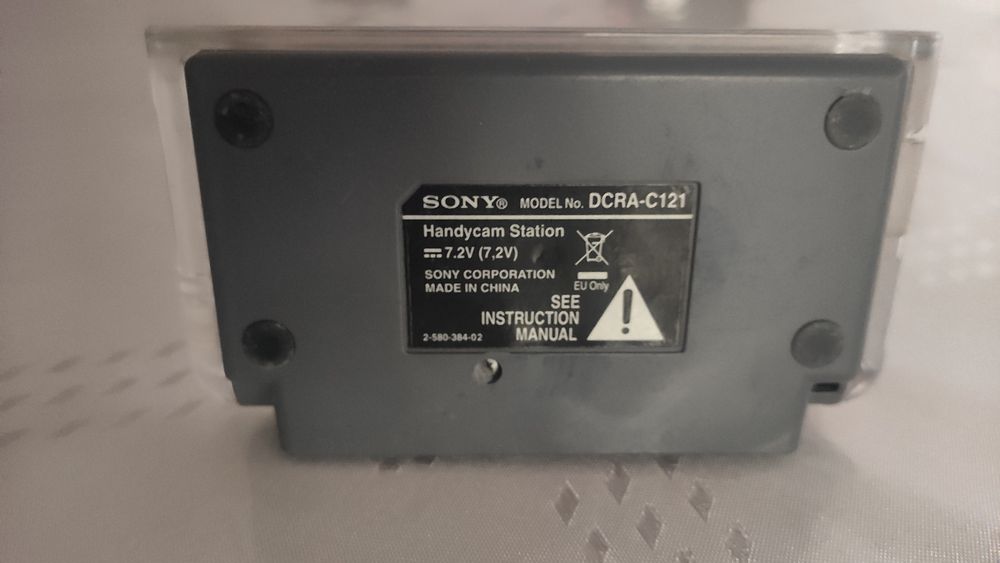 SONY® MODEL No. DCRA-C121
Handycam Station
⎓ 7.2V (7,2V)
SONY CORPORATION
MADE IN CHINA
EU Only
SEE
INSTRUCTION
MANUAL
2-580-384-02